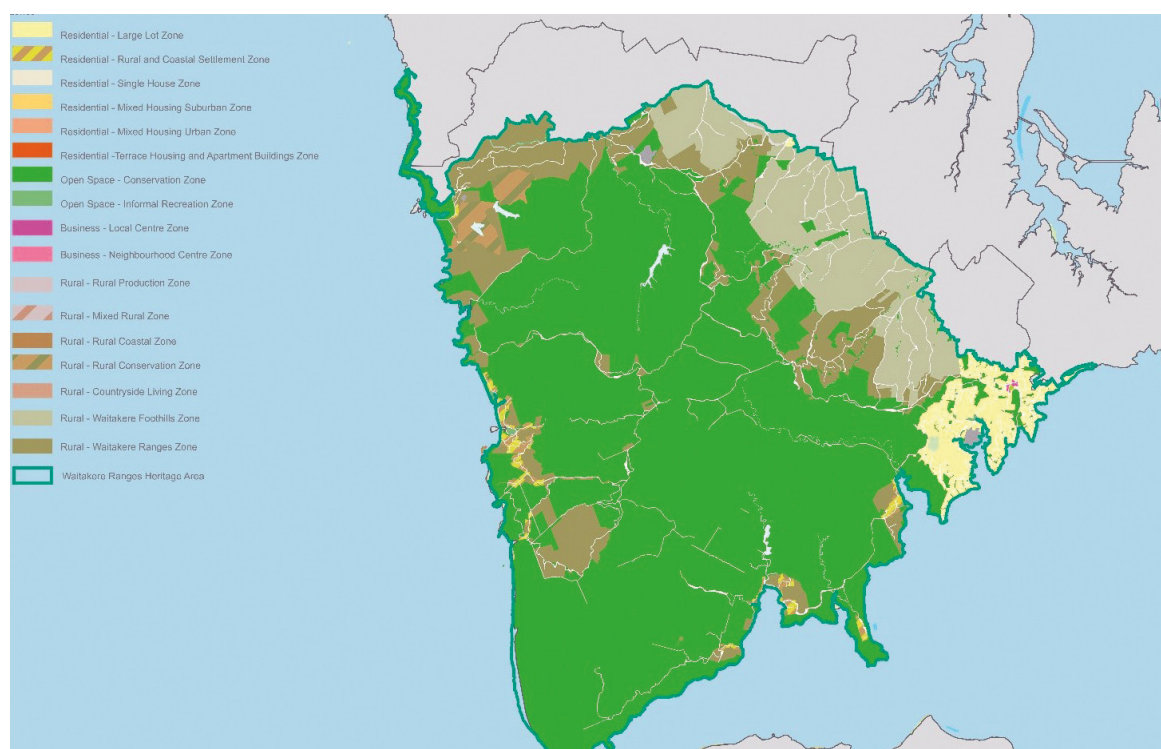 Residential - Large Lot Zone
Residential - Rural and Coastal Settlement Zone
Residential - Single House Zone
Residential - Mixed Housing Suburban Zone
Residential - Mixed Housing Urban Zone
Residential -Terrace Housing and Apartment Buildings Zone
Open Space - Conservation Zone
Open Space - Informal Recreation Zone
Business - Local Centre Zone
Business - Neighbourhood Centre Zone
Rural - Rural Production Zone
Rural - Mixed Rural Zone
Rural - Rural Coastal Zone
Rural - Rural Conservation Zone
Rural - Countryside Living Zone
Rural - Waitakere Foothills Zone
Rural - Waitakere Ranges Zone
Waitakere Ranges Heritage Area